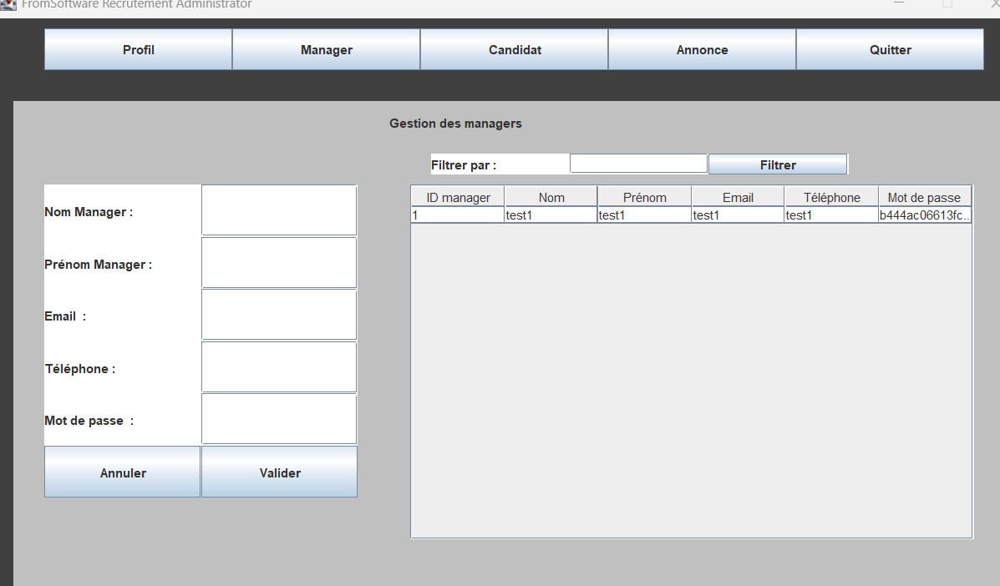 FromSoftware Recrutement Administrator
Profil Manager Candidat Annonce Quitter
Gestion des managers
Filtrer par : Filtrer
ID manager Nom Prénom Email Téléphone Mot de passe
1 test1 test1 test1 test1 b444ac06613fc...
Nom Manager :
Prénom Manager :
Email :
Téléphone :
Mot de passe :
Annuler Valider